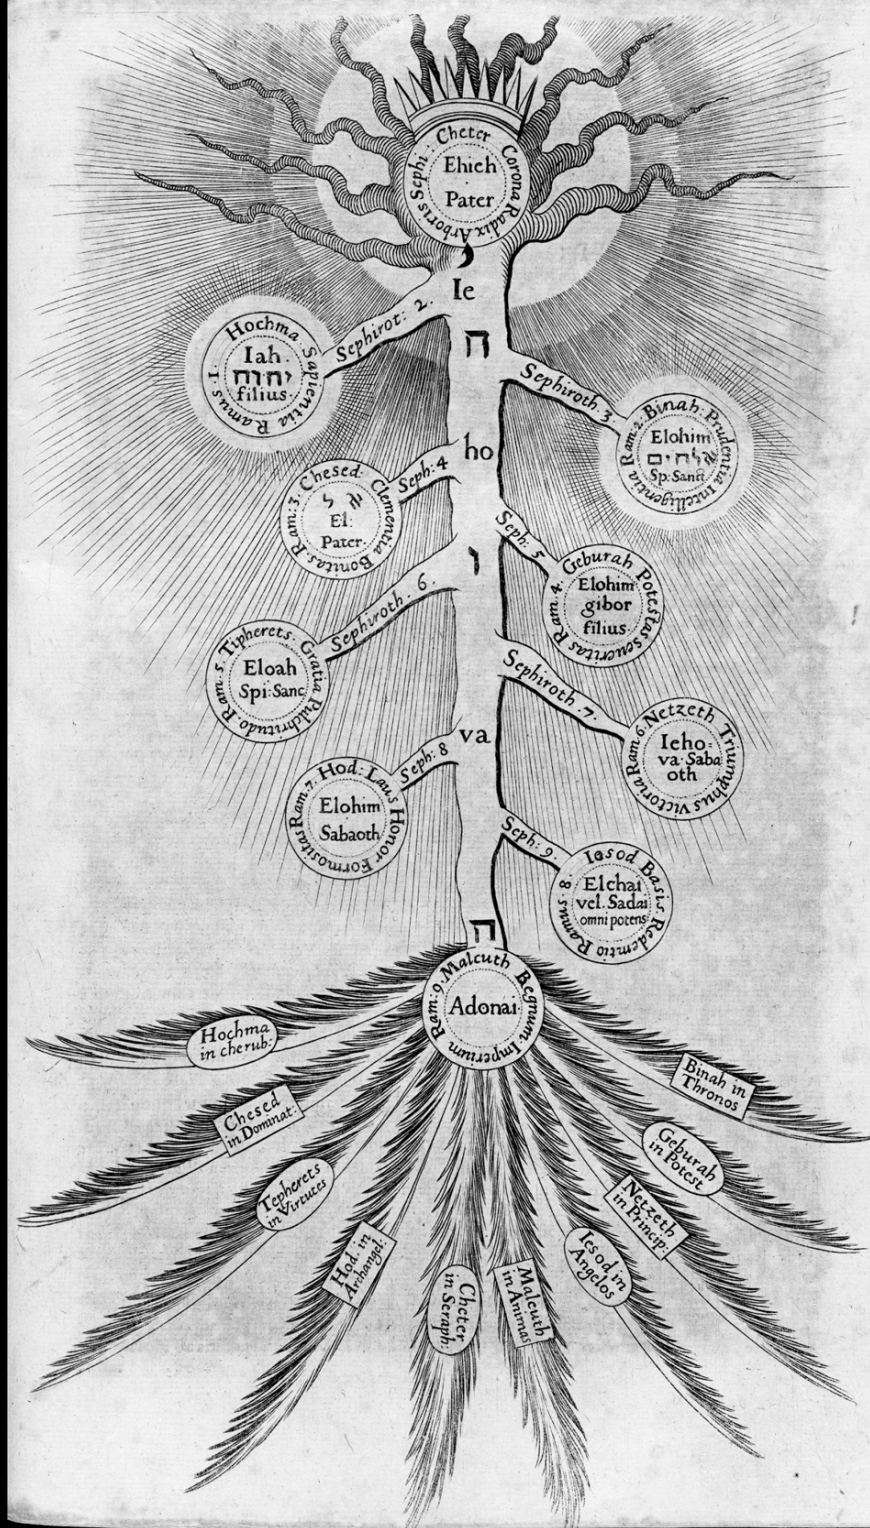 Cheter Corona Radix Arboris Sephi:
Ehieh
Pater
י
Ie
ה
Sephirot: 2.
Hochma Sapientia Ramus 1.
Iah.
יהוה
filius.
Sephiroth. 3.
Ram: 2. Binah: Prudentia Intelligentia
Elohim
אלהים
Sp: Sanct
ho
Seph: 4
Ram: 3. Chesed Clementia Bonitas
אל
El:
Pater.
ו
Seph: 5
Ram. 4. Geburah Potestas seueritas
Elohim
gibor
filius.
Sephiroth. 6.
Ram. 5. Tipherets. Gratia Pulchritudo
Eloah
Spi: Sanc
Sephiroth. 7.
Ram: 6. Netzeth Triumphus Victoria
Ieho=
va. Saba
oth
va
Seph: 8
Ram. 7. Hod: Laus Honor Formositas
Elohim
Sabaoth
Seph: 9.
Ramus. 8. Iesod Basis Redemtio
Elchai
vel. Sadai
omnipotens
ה
Ram: 9. Malcuth Regnum. Imperium
Adonai
Hochma
in cherub:
Binah in
Thronos
Chesed
in Dominat.
Geburah
in Potest
Tepherets
in Virtutes
Netzeth
in Princip:
Hod. in
Archangel.
Iesod. in
Angelos
Cheter
in Seraph:
Malcuth
in Animas